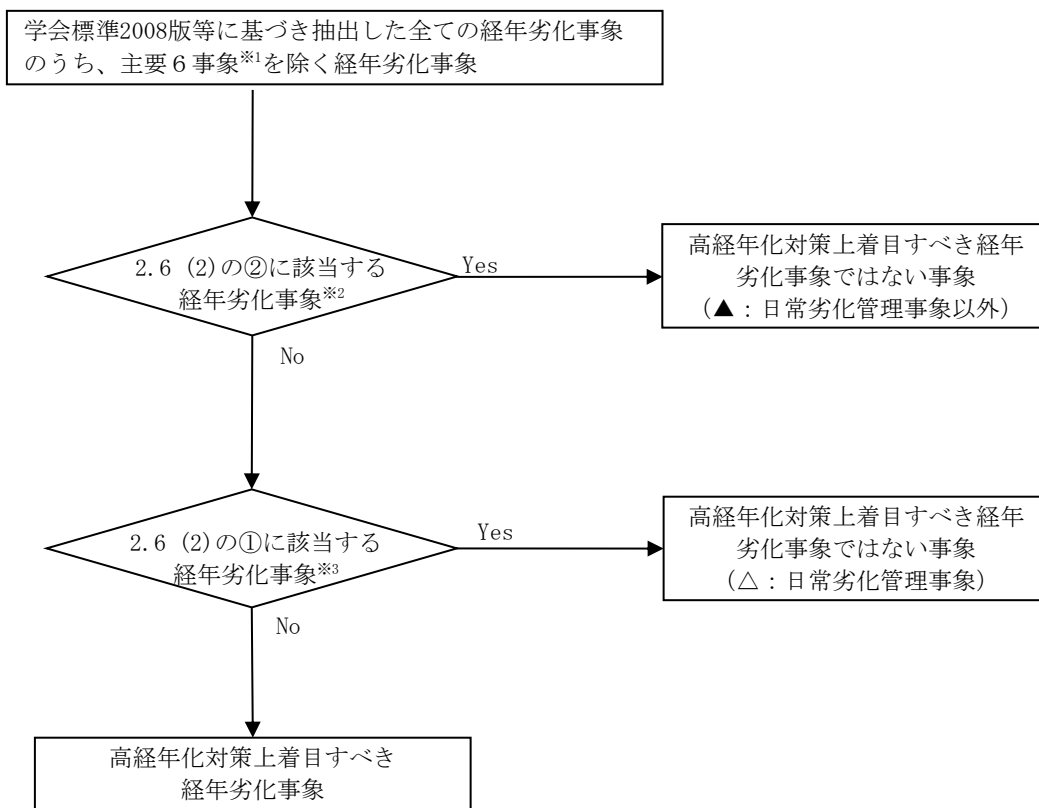 学会標準2008版等に基づき抽出した全ての経年劣化事象
のうち、主要６事象※1を除く経年劣化事象
2.6 (2)の②に該当する
経年劣化事象※2
Yes
高経年化対策上着目すべき経年
劣化事象ではない事象
（▲：日常劣化管理事象以外）
No
2.6 (2)の①に該当する
経年劣化事象※3
Yes
高経年化対策上着目すべき経年
劣化事象ではない事象
（△：日常劣化管理事象）
No
高経年化対策上着目すべき
経年劣化事象